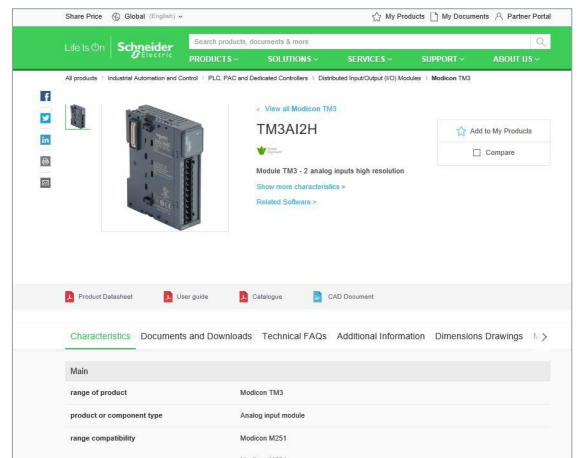 Share Price Global (English) My Products My Documents Partner Portal
Life Is On Schneider Electric
Search products, documents & more
PRODUCTS SOLUTIONS SERVICES SUPPORT ABOUT US
All products Industrial Automation and Control PLC, PAC and Dedicated Controllers Distributed Input/Output (I/O) Modules Modicon TM3
< View all Modicon TM3
TM3AI2H
Add to My Products
Compare
Module TM3 - 2 analog inputs high resolution
Show more characteristics >
Related Software >
Product Datasheet User guide Catalogue CAD Document
Characteristics Documents and Downloads Technical FAQs Additional Information Dimensions Drawings
Main
range of product Modicon TM3
product or component type Analog input module
range compatibility Modicon M251